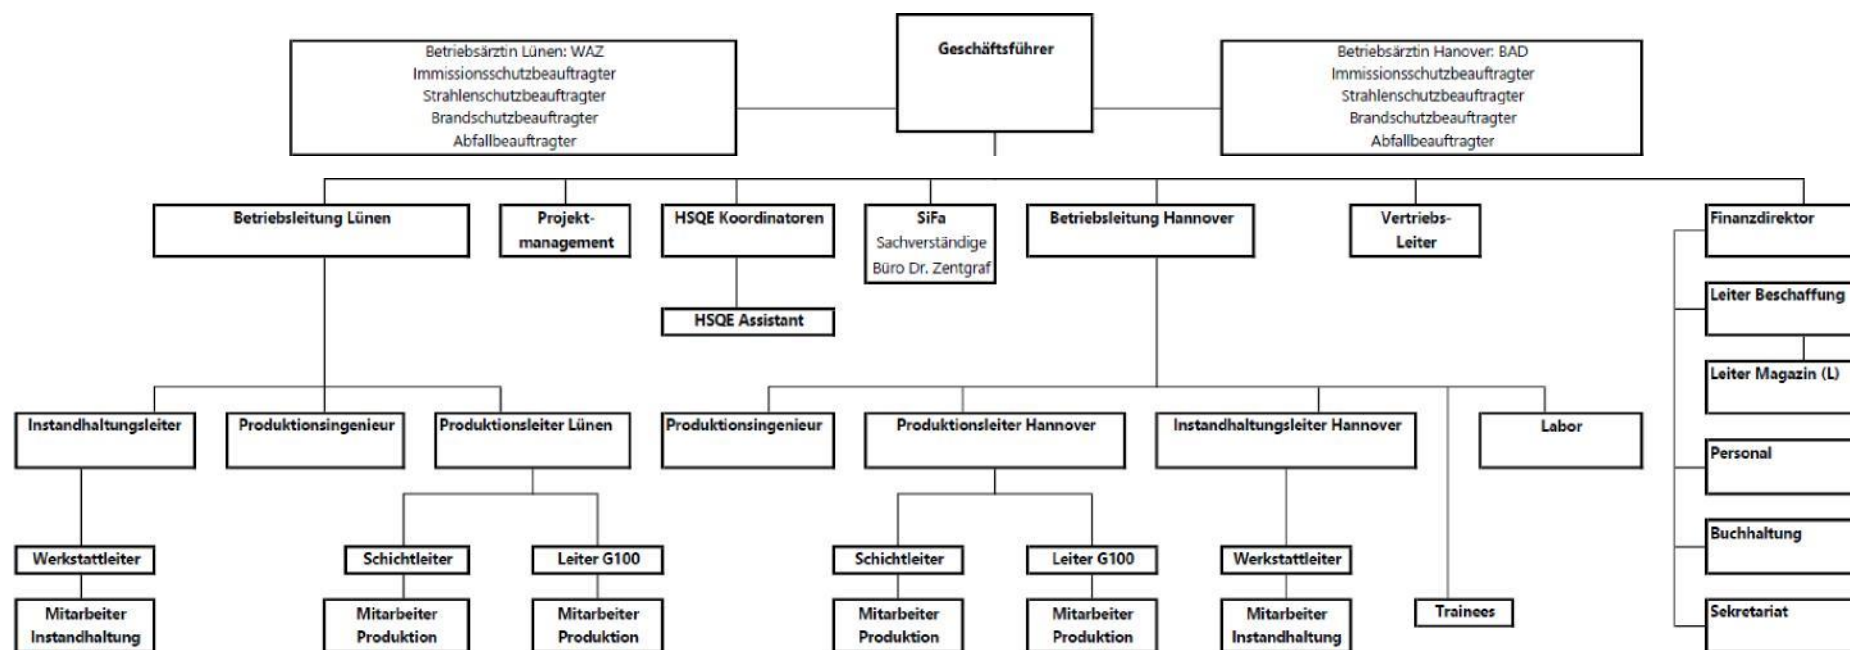 Geschäftsführer
Betriebsärztin Lünen: WAZ
Immissionsschutzbeauftragter
Strahlenschutzbeauftragter
Brandschutzbeauftragter
Abfallbeauftragter
Betriebsärztin Hanover: BAD
Immissionsschutzbeauftragter
Strahlenschutzbeauftragter
Brandschutzbeauftragter
Abfallbeauftragter
Betriebsleitung Lünen
Projekt-
management
HSQE Koordinatoren
SiFa
Sachverständige
Büro Dr. Zentgraf
Betriebsleitung Hannover
Vertriebs-
Leiter
Finanzdirektor
HSQE Assistant
Leiter Beschaffung
Leiter Magazin (L)
Instandhaltungsleiter
Produktionsingenieur
Produktionsleiter Lünen
Produktionsingenieur
Produktionsleiter Hannover
Instandhaltungsleiter Hannover
Labor
Personal
Buchhaltung
Werkstattleiter
Schichtleiter
Leiter G100
Schichtleiter
Leiter G100
Werkstattleiter
Mitarbeiter
Instandhaltung
Mitarbeiter
Produktion
Mitarbeiter
Produktion
Mitarbeiter
Produktion
Mitarbeiter
Produktion
Mitarbeiter
Instandhaltung
Trainees
Sekretariat